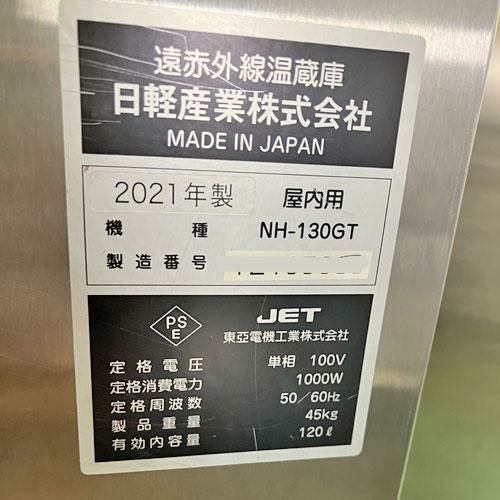 遠赤外線温蔵庫
日軽産業株式会社
MADE IN JAPAN
2021年製 屋内用
機種 NH-130GT
製造番号
PSE JET
東亞電機工業株式会社
定格電圧 単相 100V
定格消費電力 1000W
定格周波数 50/60Hz
製品重量 45kg
有効内容量 120ℓ